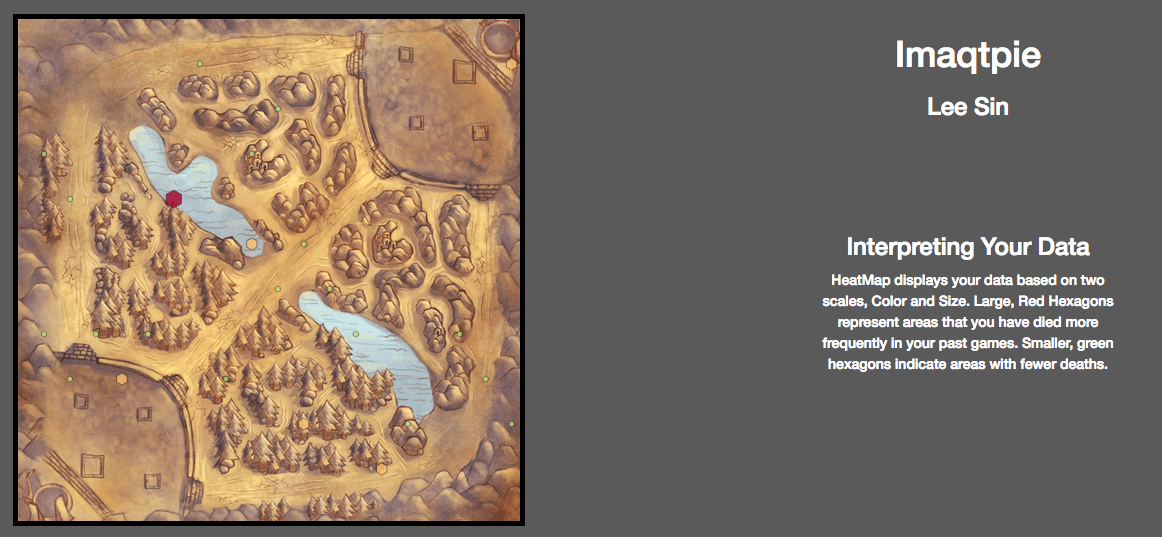 Imaqtpie
Lee Sin
Interpreting Your Data
HeatMap displays your data based on two
scales, Color and Size. Large, Red Hexagons
represent areas that you have died more
frequently in your past games. Smaller, green
hexagons indicate areas with fewer deaths.